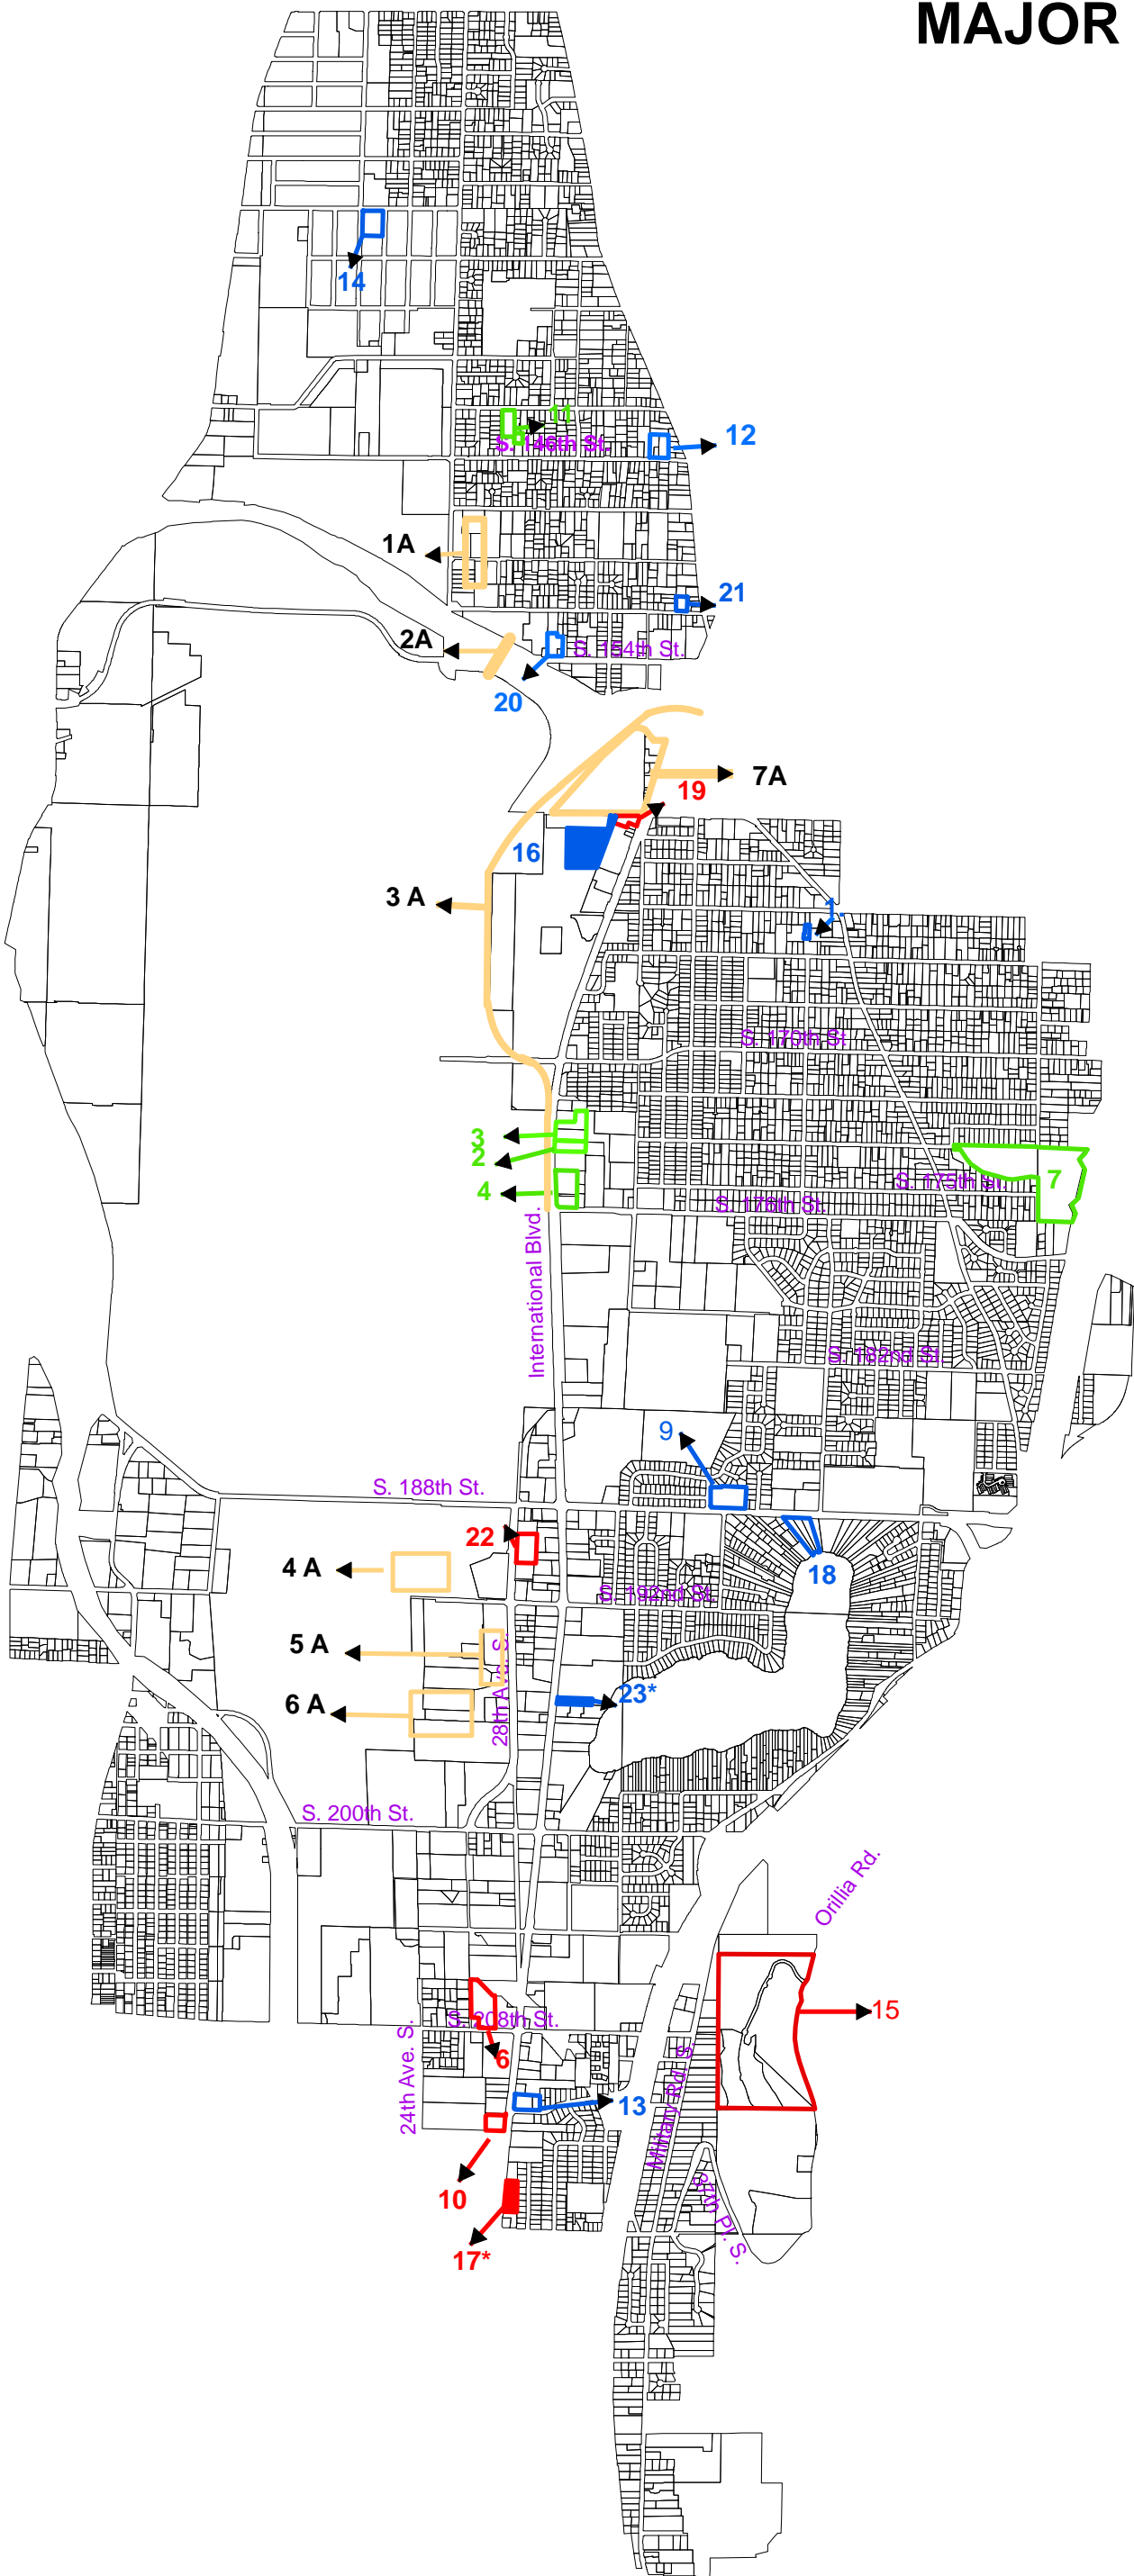 MAJOR
14
11
S. 146th St.
12
1A
21
2A
S. 154th St.
20
7A
19
16
3 A
1.
S. 170th St
3
2
4
S. 175th St.
7
S. 176th St.
International Blvd.
S. 182nd St.
9
S. 188th St.
22
4 A
18
S. 192nd St.
5 A
28th Ave. S.
6 A
23*
S. 200th St.
Orillia Rd.
15
S. 208th St.
6
24th Ave. S.
13
Military Rd. S.
10
17*